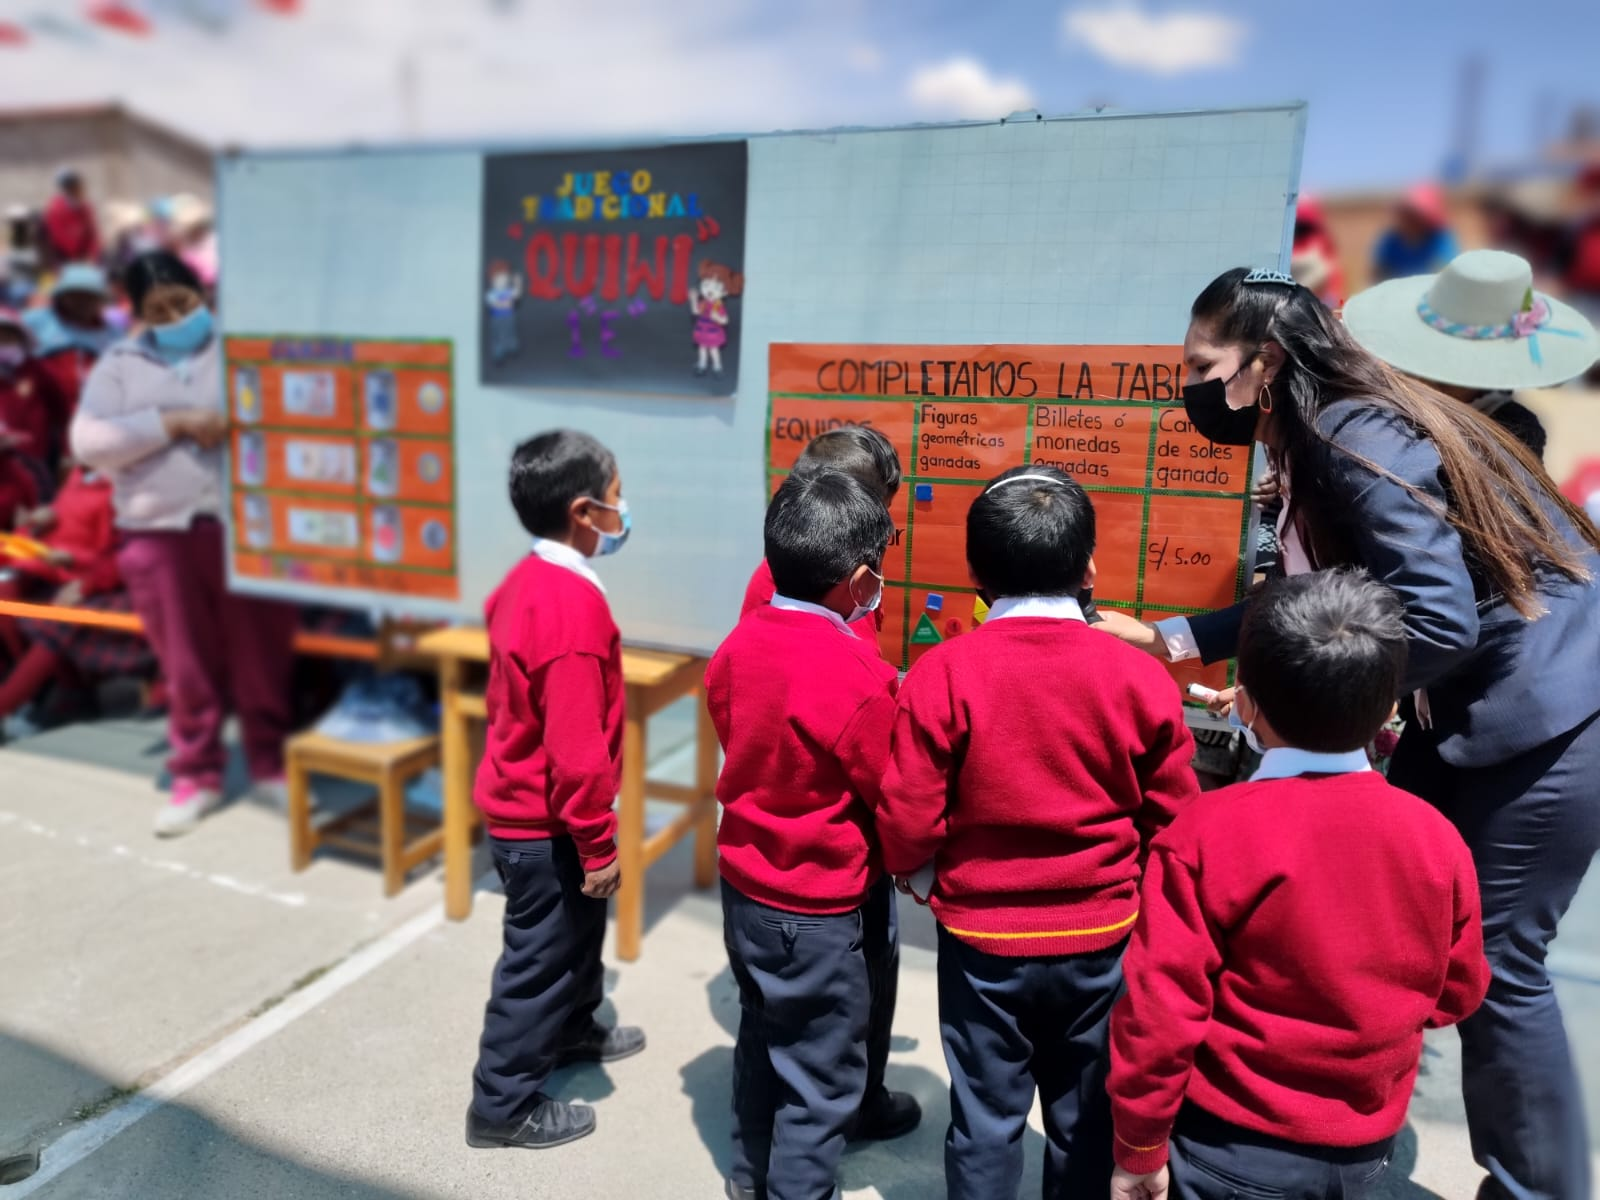 JUEGO
TRADICIONAL
"QUIWI"
1°"E"
COMPLETAMOS LA TABL
EQUIPOS
Figuras
geométricas
ganadas
Billetes ó
monedas
ganadas
Can
de soles
ganado
or
S/. 5.00